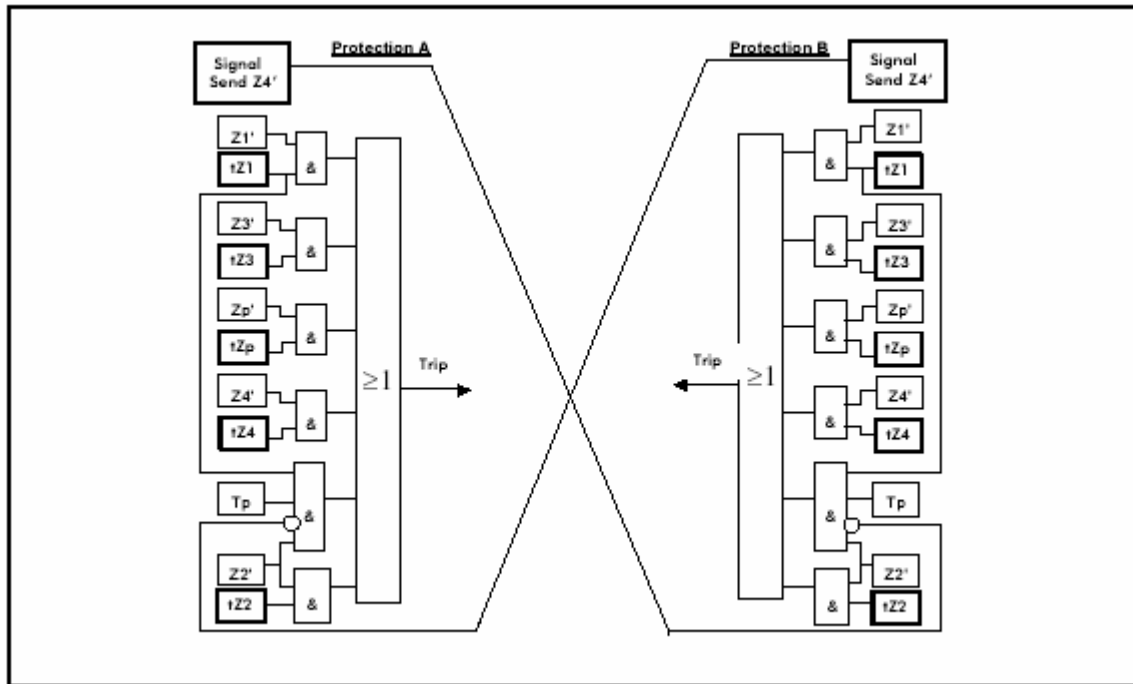 Protection A
Protection B
Signal
Send Z4'
Signal
Send Z4'
Z1'
tZ1
&
Z3'
tZ3
&
Zp'
tZp
&
Z4'
tZ4
&
Tp
&
Z2'
tZ2
&
≥1
Trip
Trip
≥1
&
Z1'
tZ1
&
Z3'
tZ3
&
Zp'
tZp
&
Z4'
tZ4
&
Tp
&
Z2'
tZ2